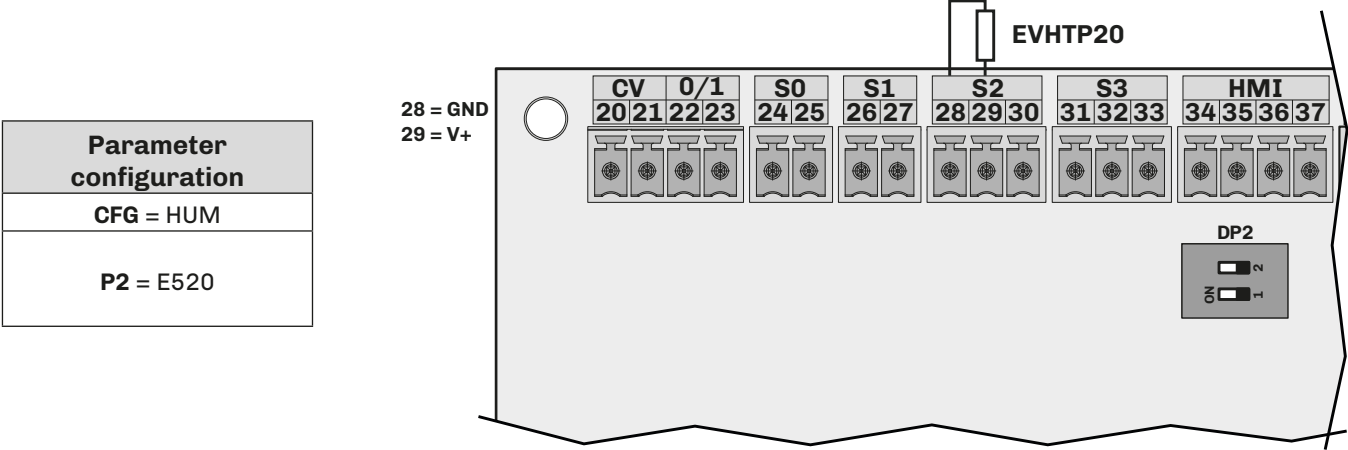 EVHTP20
CV 0/1 S0 S1 S2 S3 HMI
28 = GND
20 21 22 23 24 25 26 27 28 29 30 31 32 33 34 35 36 37
29 = V+
Parameter
configuration
CFG = HUM
P2 = E520
DP2
2
ON 1